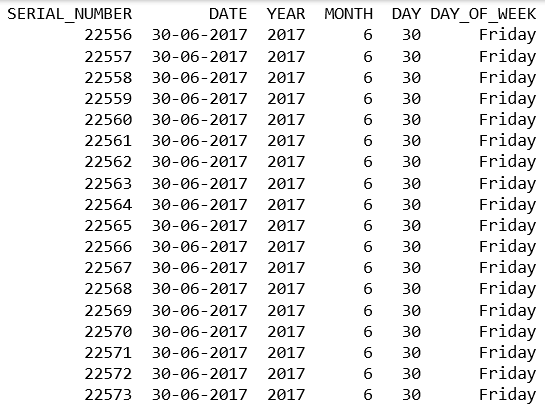 SERIAL_NUMBER DATE YEAR MONTH DAY DAY_OF_WEEK
22556 30-06-2017 2017 6 30 Friday
22557 30-06-2017 2017 6 30 Friday
22558 30-06-2017 2017 6 30 Friday
22559 30-06-2017 2017 6 30 Friday
22560 30-06-2017 2017 6 30 Friday
22561 30-06-2017 2017 6 30 Friday
22562 30-06-2017 2017 6 30 Friday
22563 30-06-2017 2017 6 30 Friday
22564 30-06-2017 2017 6 30 Friday
22565 30-06-2017 2017 6 30 Friday
22566 30-06-2017 2017 6 30 Friday
22567 30-06-2017 2017 6 30 Friday
22568 30-06-2017 2017 6 30 Friday
22569 30-06-2017 2017 6 30 Friday
22570 30-06-2017 2017 6 30 Friday
22571 30-06-2017 2017 6 30 Friday
22572 30-06-2017 2017 6 30 Friday
22573 30-06-2017 2017 6 30 Friday